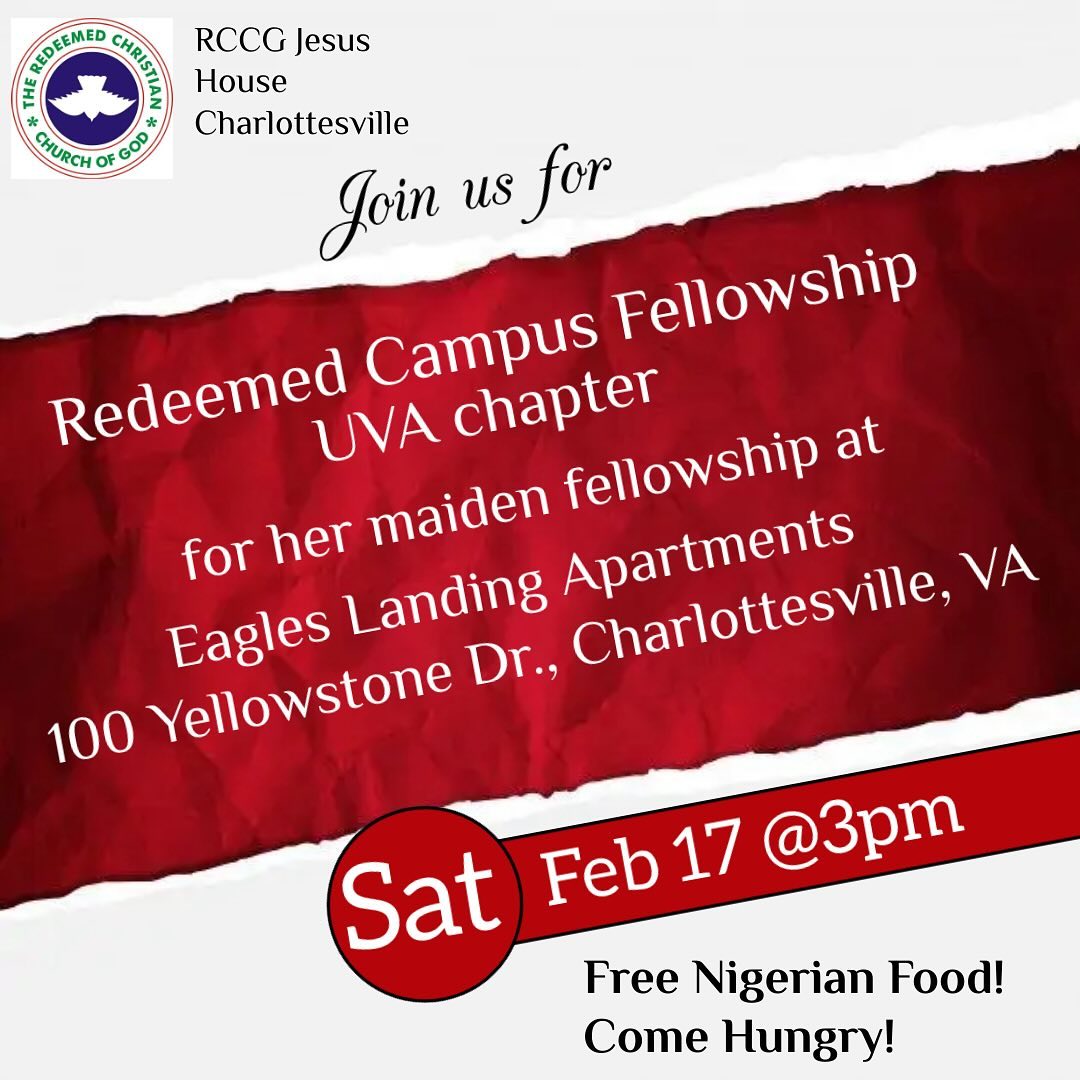 THE REDEEMED CHRISTIAN
* CHURCH OF GOD *
RCCG Jesus
House
Charlottesville
Join us for
Redeemed Campus Fellowship
UVA chapter
for her maiden fellowship at
Eagles Landing Apartments
100 Yellowstone Dr., Charlottesville, VA
Sat Feb 17 @3pm
Free Nigerian Food!
Come Hungry!